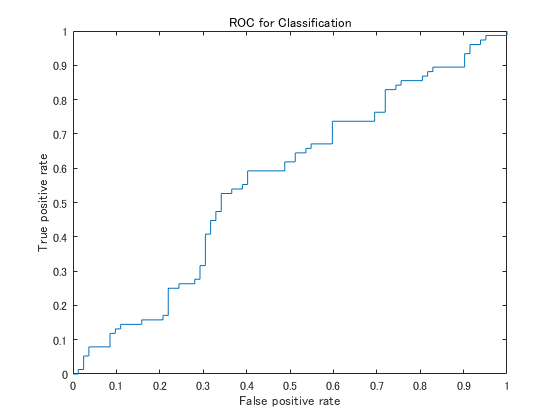 ROC for Classification
1
0.9
0.8
0.7
0.6
0.5
0.4
0.3
0.2
0.1
0
True positive rate
0 0.1 0.2 0.3 0.4 0.5 0.6 0.7 0.8 0.9 1
False positive rate